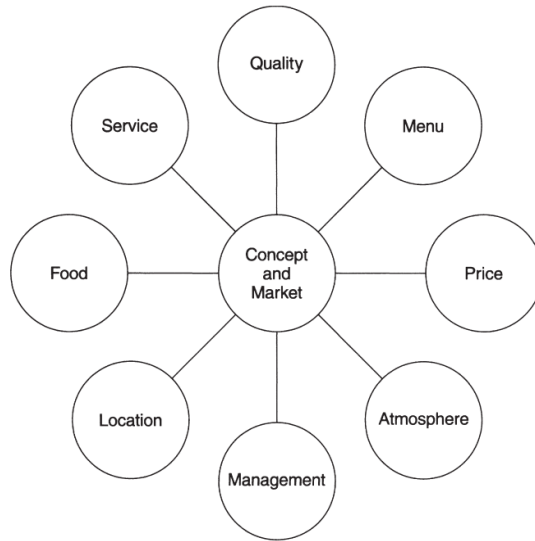 Quality
Service
Menu
Concept
and
Market
Food
Price
Location
Atmosphere
Management